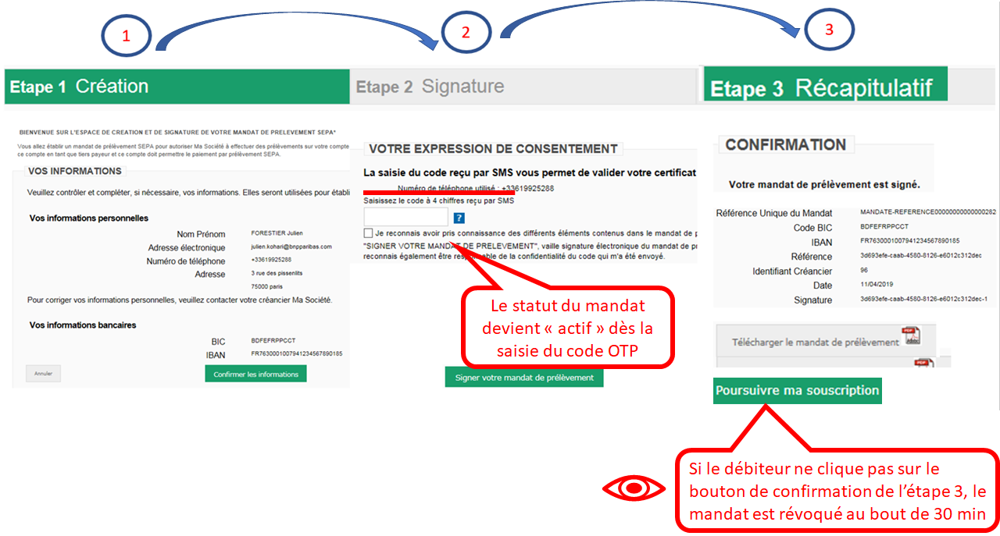 1
2
3
Etape 1 Création
Etape 2 Signature
Etape 3 Récapitulatif
BIENVENUE SUR L'ESPACE DE CREATION ET DE SIGNATURE DE VOTRE MANDAT DE PRELEVEMENT SEPA*
Vous allez établir un mandat de prélèvement SEPA pour autoriser Ma Société à effectuer des prélèvements sur votre compte
ce compte en tant que tiers payeur et ce compte doit permettre le paiement par prélèvement SEPA.
VOS INFORMATIONS
Veuillez contrôler et compléter, si nécessaire, vos informations. Elles seront utilisées pour établi
Vos informations personnelles
Nom Prénom FORESTIER Julien
Adresse électronique julien.kohari@bnpparibas.com
Numéro de téléphone +33619925288
Adresse 3 rue des pissenlits
75000 paris
Pour corriger vos informations personnelles, veuillez contacter votre créancier Ma Société.
Vos informations bancaires
BIC BDFEFRPPCCT
IBAN FR7630001007941234567890185
Annuler
Confirmer les informations
VOTRE EXPRESSION DE CONSENTEMENT
La saisie du code reçu par SMS vous permet de valider votre certificat
Numéro de téléphone utilisé : +33619925288
Saisissez le code à 4 chiffres reçu par SMS
?
Je reconnais avoir pris connaissance des différents éléments contenus dans le mandat de p
"SIGNER VOTRE MANDAT DE PRELEVEMENT", vaille signature électronique du mandat de pr
reconnais également être responsable de la confidentialité du code qui m'a été envoyé.
Le statut du mandat
devient « actif » dès la
saisie du code OTP
Signer votre mandat de prélèvement
CONFIRMATION
Votre mandat de prélèvement est signé.
Référence Unique du Mandat MANDATE-REFERENCE00000000000000282
Code BIC BDFEFRPPCCT
IBAN FR7630001007941234567890185
Référence 3d693efe-caab-4580-8126-e6012c312dec
Identifiant Créancier 96
Date 11/04/2019
Signature 3d693efe-caab-4580-8126-e6012c312dec-1
Télécharger le mandat de prélèvement
PDF
Adobe
PDF
Poursuivre ma souscription
Si le débiteur ne clique pas sur le
bouton de confirmation de l'étape 3, le
mandat est révoqué au bout de 30 min